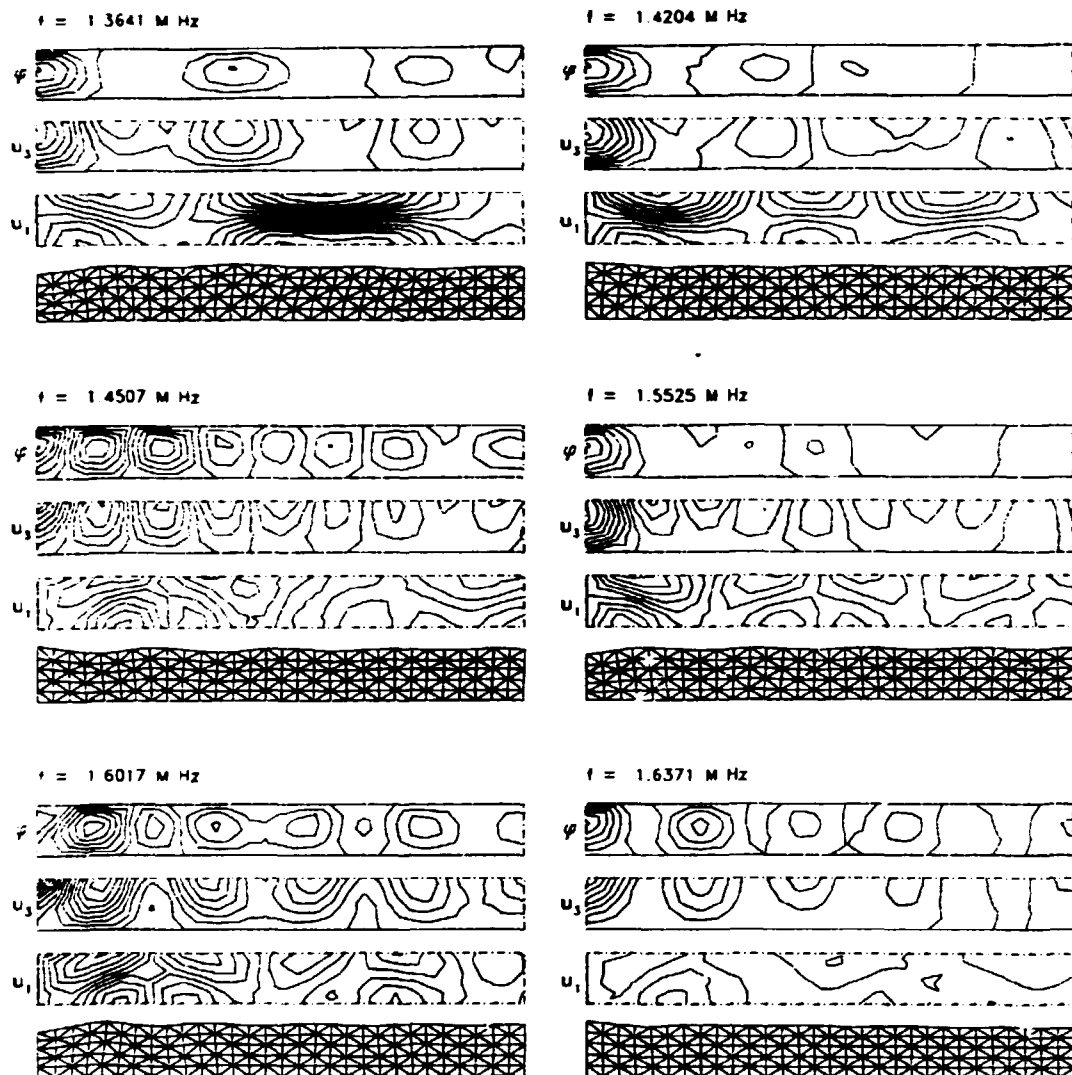 f = 1.3641 M Hz
φ
u₃
u₁
f = 1.4204 M Hz
φ
u₃
u₁
f = 1.4507 M Hz
φ
u₃
u₁
f = 1.5525 M Hz
φ
u₃
u₁
f = 1.6017 M Hz
φ
u₃
u₁
f = 1.6371 M Hz
φ
u₃
u₁